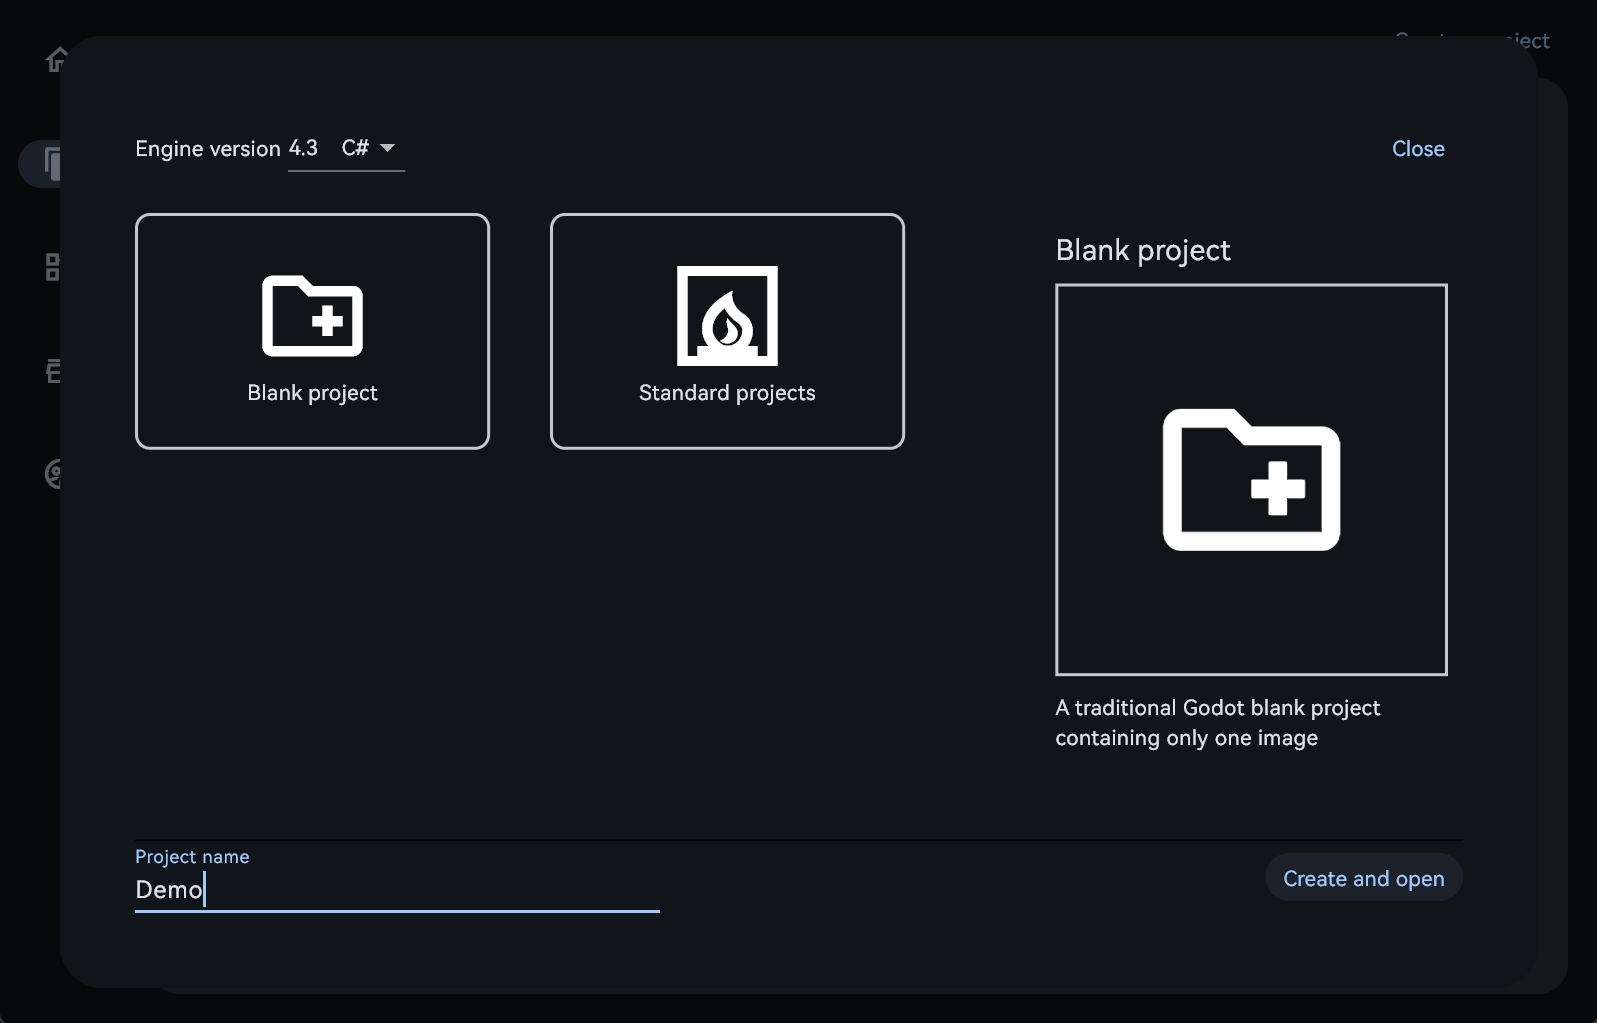 Engine version 4.3 C#
Close
Blank project
Standard projects
Blank project
A traditional Godot blank project
containing only one image
Project name
Demo
Create and open